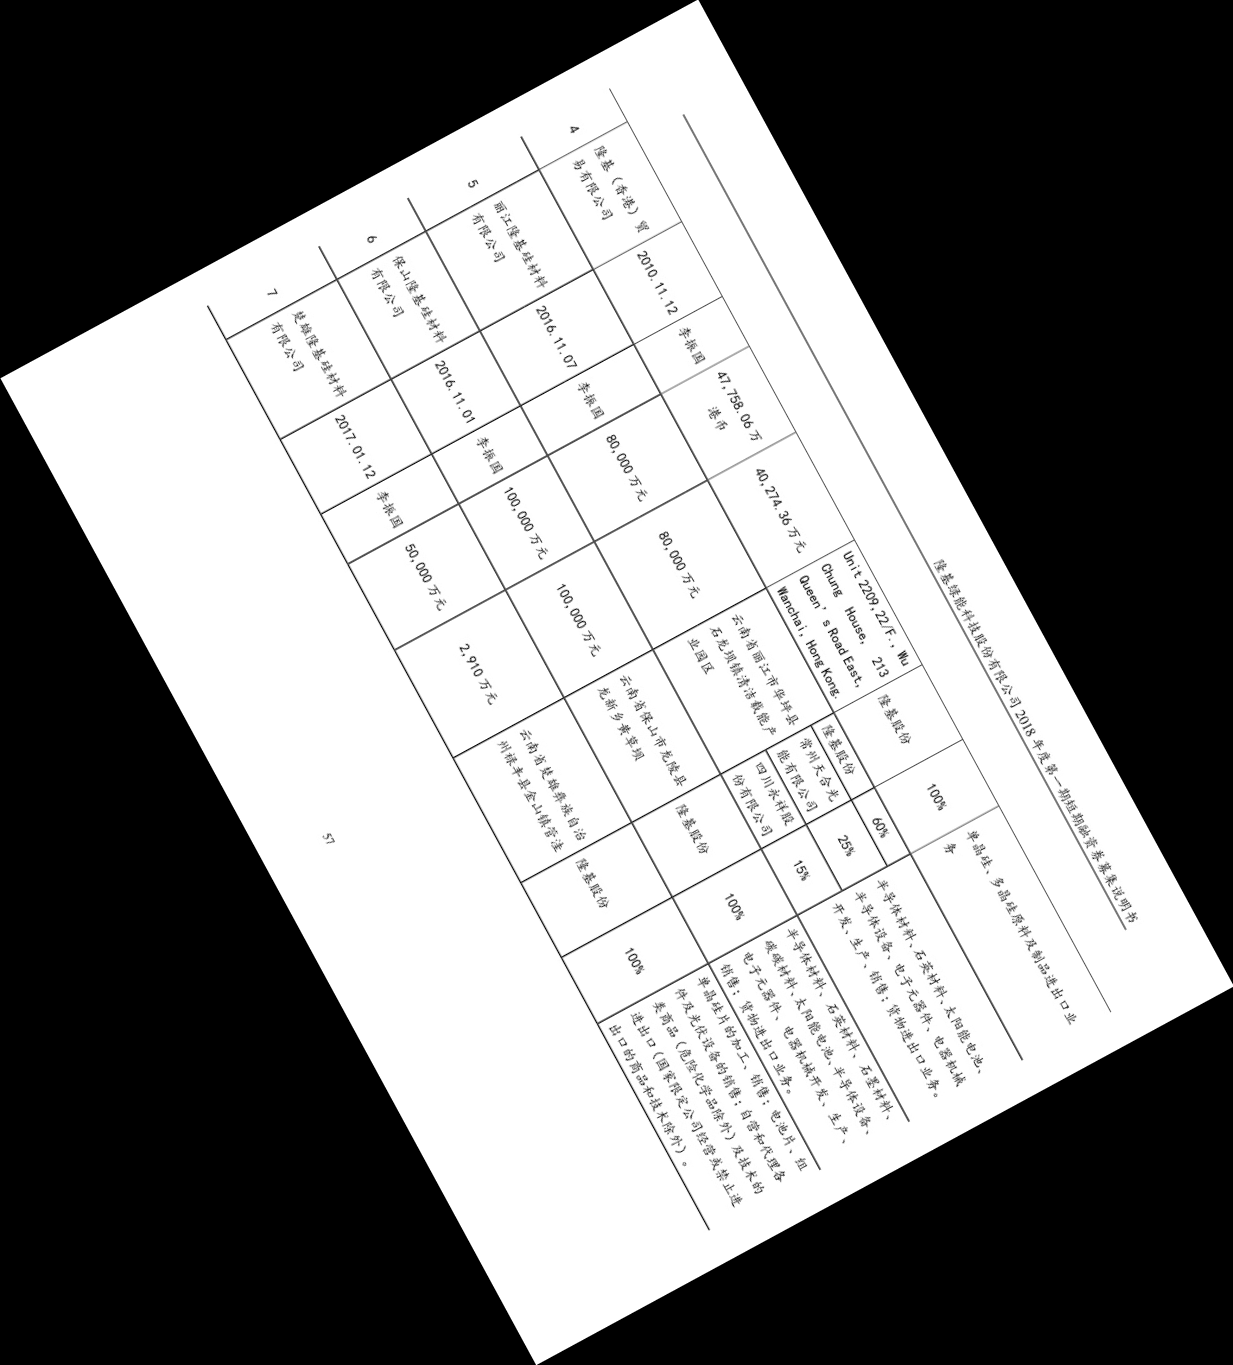 隆基绿能科技股份有限公司 2018 年度第一期短期融资券募集说明书
4
隆基（香港）贸
易有限公司
2010.11.12
李振国
47,758.06 万
港币
40,274.36 万元
Unit 2209,22/F., Wu
Chung House, 213
Queen’s Road East,
Wanchai, Hong Kong.
隆基股份
100%
单晶硅、多晶硅原料及制品进出口业
务
5
丽江隆基硅材料
有限公司
2016.11.07
李振国
80,000 万元
80,000 万元
云南省丽江市华坪县
石龙坝镇清洁载能产
业园区
隆基股份
60%
常州天合光
能有限公司
25%
四川永祥股
份有限公司
15%
半导体材料、石英材料、太阳能电池、
半导体设备、电子元器件、电器机械
开发、生产、销售；货物进出口业务。
6
保山隆基硅材料
有限公司
2016.11.01
李振国
100,000 万元
100,000 万元
云南省保山市龙陵县
龙新乡黄草坝
隆基股份
100%
半导体材料、石英材料、石墨材料、
碳碳材料、太阳能电池、半导体设备、
电子元器件、电器机械开发、生产、
销售；货物进出口业务。
7
楚雄隆基硅材料
有限公司
2017.01.12
李振国
50,000 万元
2,910 万元
云南省楚雄彝族自治
州禄丰县金山镇管洼
隆基股份
100%
单晶硅片的加工、销售；电池片、组
件及光伏设备的销售；自营和代理各
类商品（危险化学品除外）及技术的
进出口（国家限定公司经营或禁止进
出口的商品和技术除外）。
57